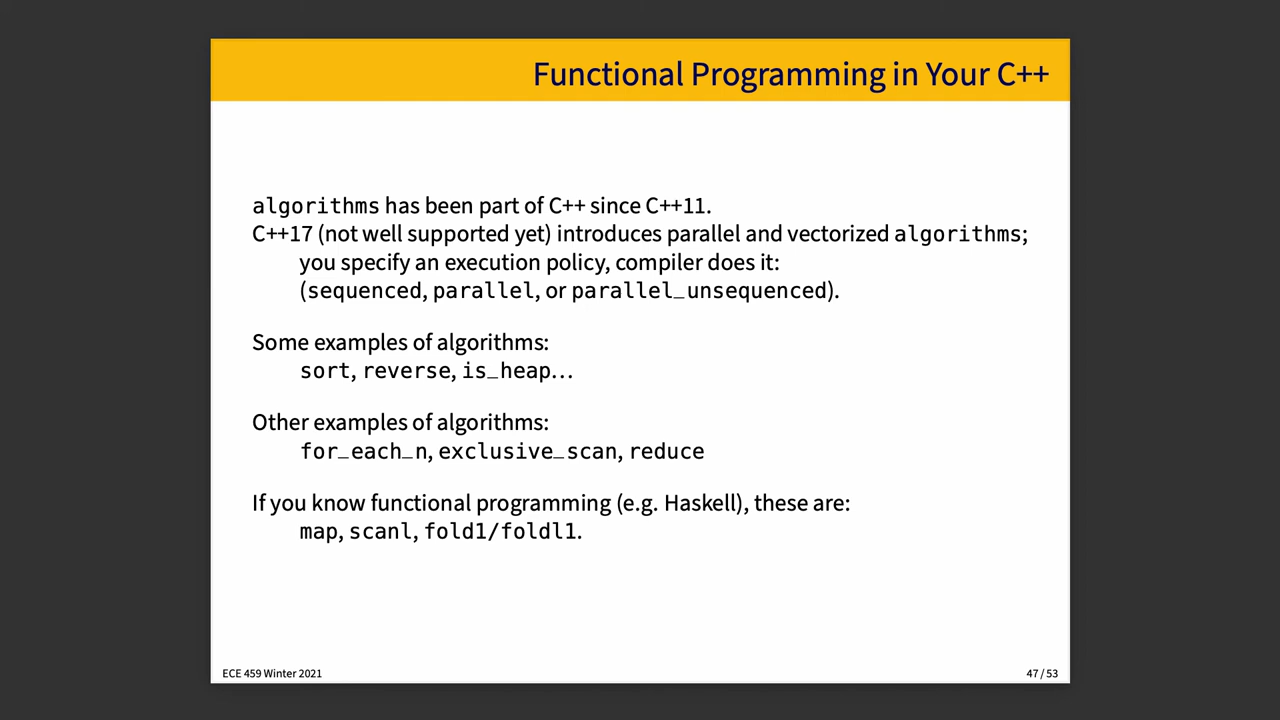 Functional Programming in Your C++
algorithms has been part of C++ since C++11.
C++17 (not well supported yet) introduces parallel and vectorized algorithms;
you specify an execution policy, compiler does it:
(sequenced, parallel, or parallel_unsequenced).
Some examples of algorithms:
sort, reverse, is_heap…
Other examples of algorithms:
for_each_n, exclusive_scan, reduce
If you know functional programming (e.g. Haskell), these are:
map, scanl, fold1/foldl1.
ECE 459 Winter 2021
47 / 53